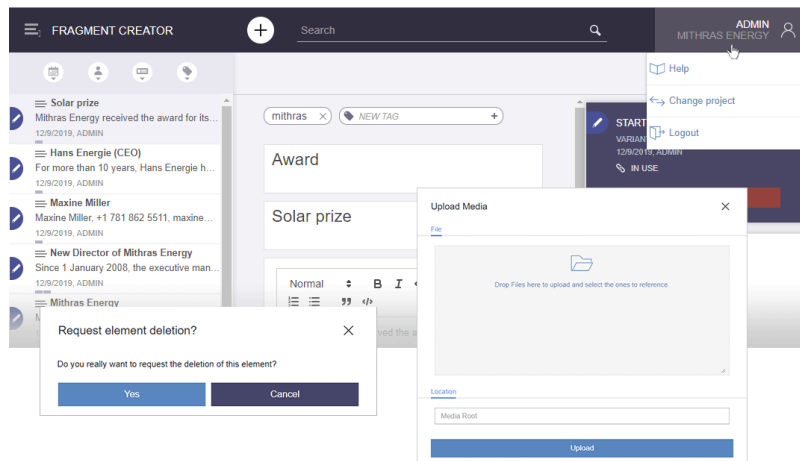 FRAGMENT CREATOR
Search
ADMIN
MITHRAS ENERGY
Help
Change project
Logout
Solar prize
Mithras Energy received the award for its...
12/9/2019, ADMIN
Hans Energie (CEO)
For more than 10 years, Hans Energie h...
12/9/2019, ADMIN
Maxine Miller
Maxine Miller, +1 781 862 5511, maxine...
12/9/2019, ADMIN
New Director of Mithras Energy
Since 1 January 2008, the executive man...
12/9/2019, ADMIN
Mithras Energy
mithras
NEW TAG
Award
Solar prize
Normal
B I
ved the a
START
VARIAN
12/9/2019, ADMIN
IN USE
Upload Media
File
Drop Files here to upload and select the ones to reference
Location
Media Root
Upload
Request element deletion?
Do you really want to request the deletion of this element?
Yes
Cancel